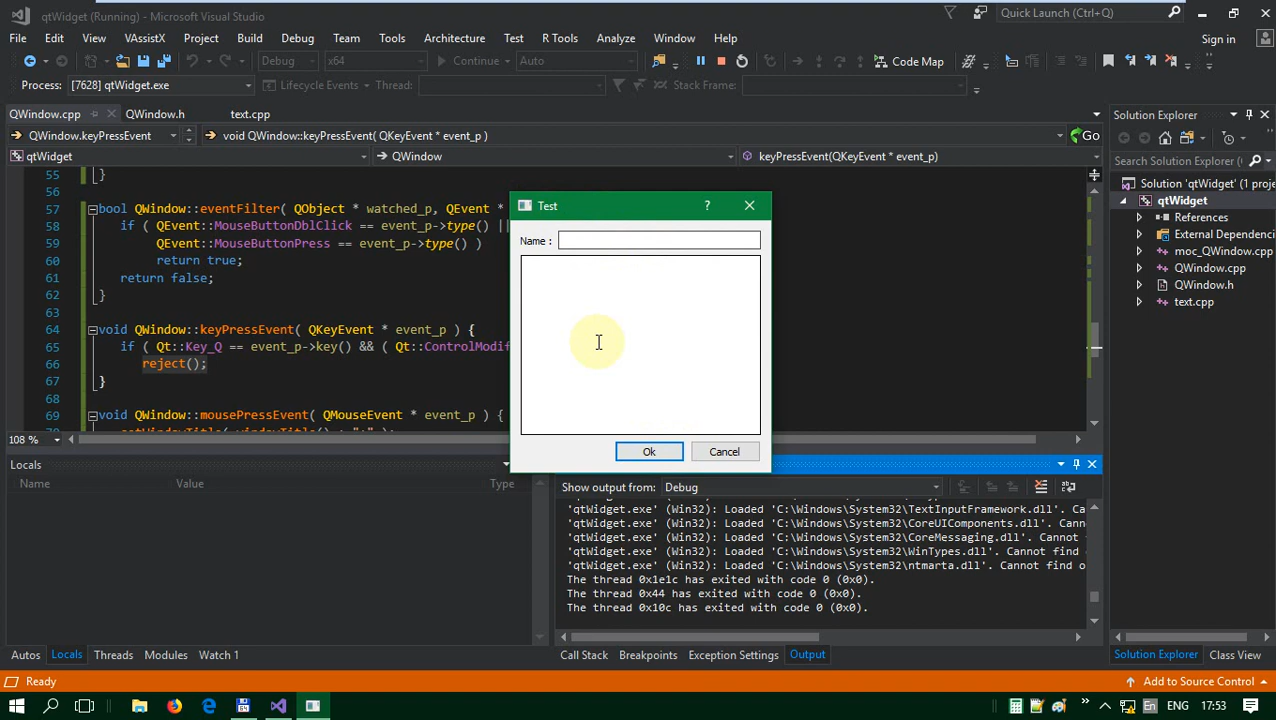 qtWidget (Running) - Microsoft Visual Studio
Quick Launch (Ctrl+Q)
File Edit View VAssistX Project Build Debug Team Tools Architecture Test R Tools Analyze Window Help
Sign in
Debug x64 Continue Auto Code Map
Process: [7628] qtWidget.exe Lifecycle Events Thread: Stack Frame:
QWindow.cpp QWindow.h text.cpp
QWindow.keyPressEvent void QWindow::keyPressEvent( QKeyEvent * event_p ) Go
qtWidget QWindow keyPressEvent(QKeyEvent * event_p)
55 }
56
57 bool QWindow::eventFilter( QObject * watched_p, QEvent *
58 if ( QEvent::MouseButtonDblClick == event_p->type() ||
59 QEvent::MouseButtonPress == event_p->type() )
60 return true;
61 return false;
62 }
63
64 void QWindow::keyPressEvent( QKeyEvent * event_p ) {
65 if ( Qt::Key_Q == event_p->key() && ( Qt::ControlModif
66 reject();
67 }
68
69 void QWindow::mousePressEvent( QMouseEvent * event_p ) {
108 %
Test ?
Name :
Ok Cancel
Solution Explorer
Search Solution Explorer
Solution 'qtWidget' (1 proje
qtWidget
References
External Dependenci
moc_QWindow.cpp
QWindow.cpp
QWindow.h
text.cpp
Locals
Name Value Type
Show output from: Debug
'qtWidget.exe' (Win32): Loaded 'C:\Windows\System32\TextInputFramework.dll'. Ca
'qtWidget.exe' (Win32): Loaded 'C:\Windows\System32\CoreUIComponents.dll'. Canno
'qtWidget.exe' (Win32): Loaded 'C:\Windows\System32\CoreMessaging.dll'. Cannot f
'qtWidget.exe' (Win32): Loaded 'C:\Windows\System32\WinTypes.dll'. Cannot find o
'qtWidget.exe' (Win32): Loaded 'C:\Windows\System32\ntmarta.dll'. Cannot find o
The thread 0x1e1c has exited with code 0 (0x0).
The thread 0x44 has exited with code 0 (0x0).
The thread 0x10c has exited with code 0 (0x0).
Autos Locals Threads Modules Watch 1
Call Stack Breakpoints Exception Settings Output
Solution Explorer Class View
Ready
Add to Source Control
En ENG 17:53